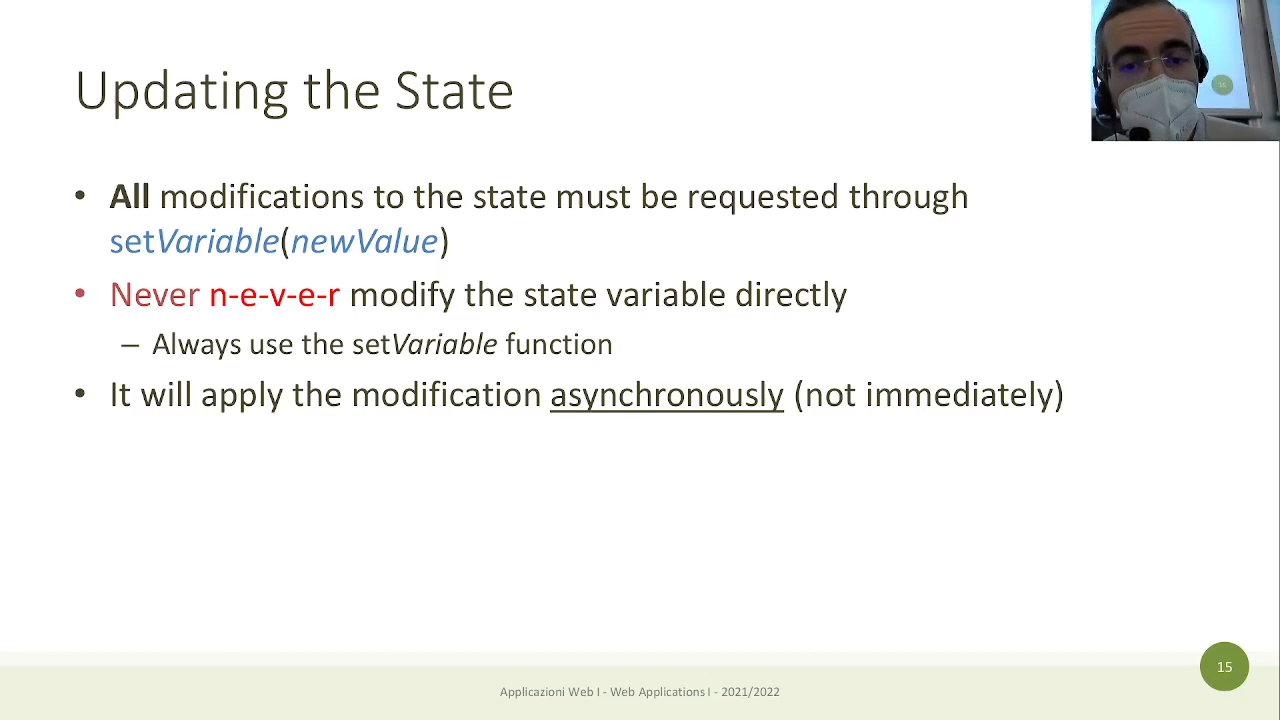 Updating the State
• All modifications to the state must be requested through
setVariable(newValue)
• Never n-e-v-e-r modify the state variable directly
– Always use the setVariable function
• It will apply the modification asynchronously (not immediately)
15
Applicazioni Web I - Web Applications I - 2021/2022